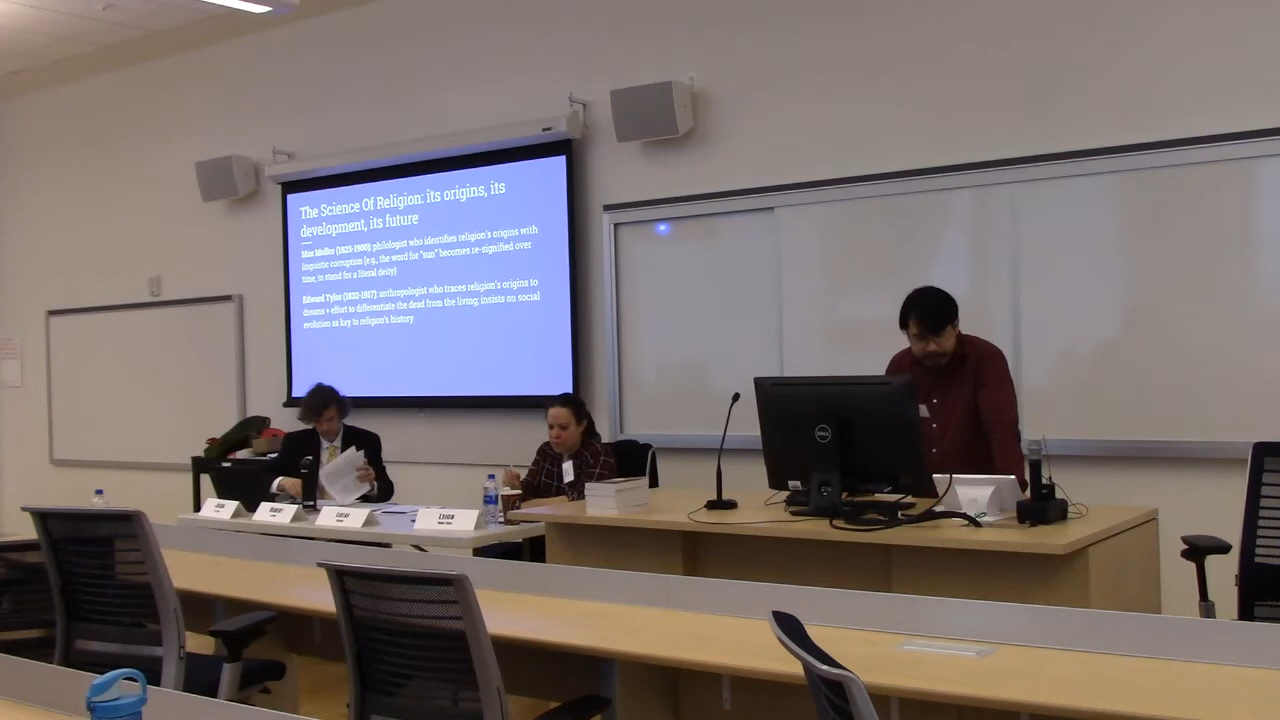 The Science Of Religion: its origins, its
development, its future
Max Muller (1823-1900): philologist who identifies religion's origins with
linguistic corruption (e.g., the word for "sun" becomes re-signified over
time, to stand for a literal deity)
Edward Tylor (1832-1917): anthropologist who traces religion's origins to
dreams + effort to differentiate the dead from the living; insists on social
evolution as key to religion's history
DELL